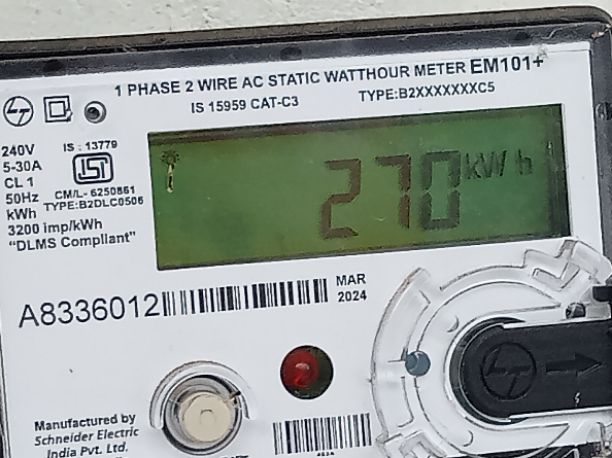 1 PHASE 2 WIRE AC STATIC WATTHOUR METER EM101+
IS 15959 CAT-C3 TYPE:B2XXXXXXXC5
240V
5-30A
CL 1
50Hz
kWh
3200 imp/kWh
"DLMS Compliant"
IS : 13779
ISI
CM/L- 6250861
TYPE:B2DLC0506
270 kWh
A8336012
MAR
2024
Manufactured by
Schneider Electric
India Pvt. Ltd.